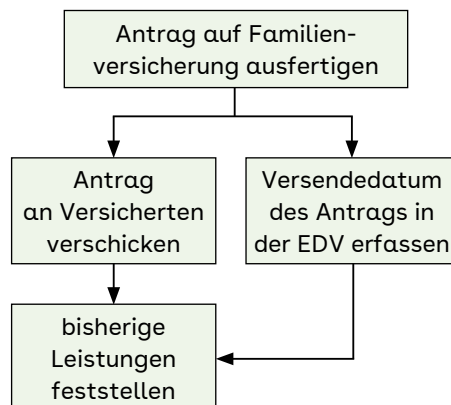 Antrag auf Familien-
versicherung ausfertigen
Antrag
an Versicherten
verschicken
Versendedatum
des Antrags in
der EDV erfassen
bisherige
Leistungen
feststellen